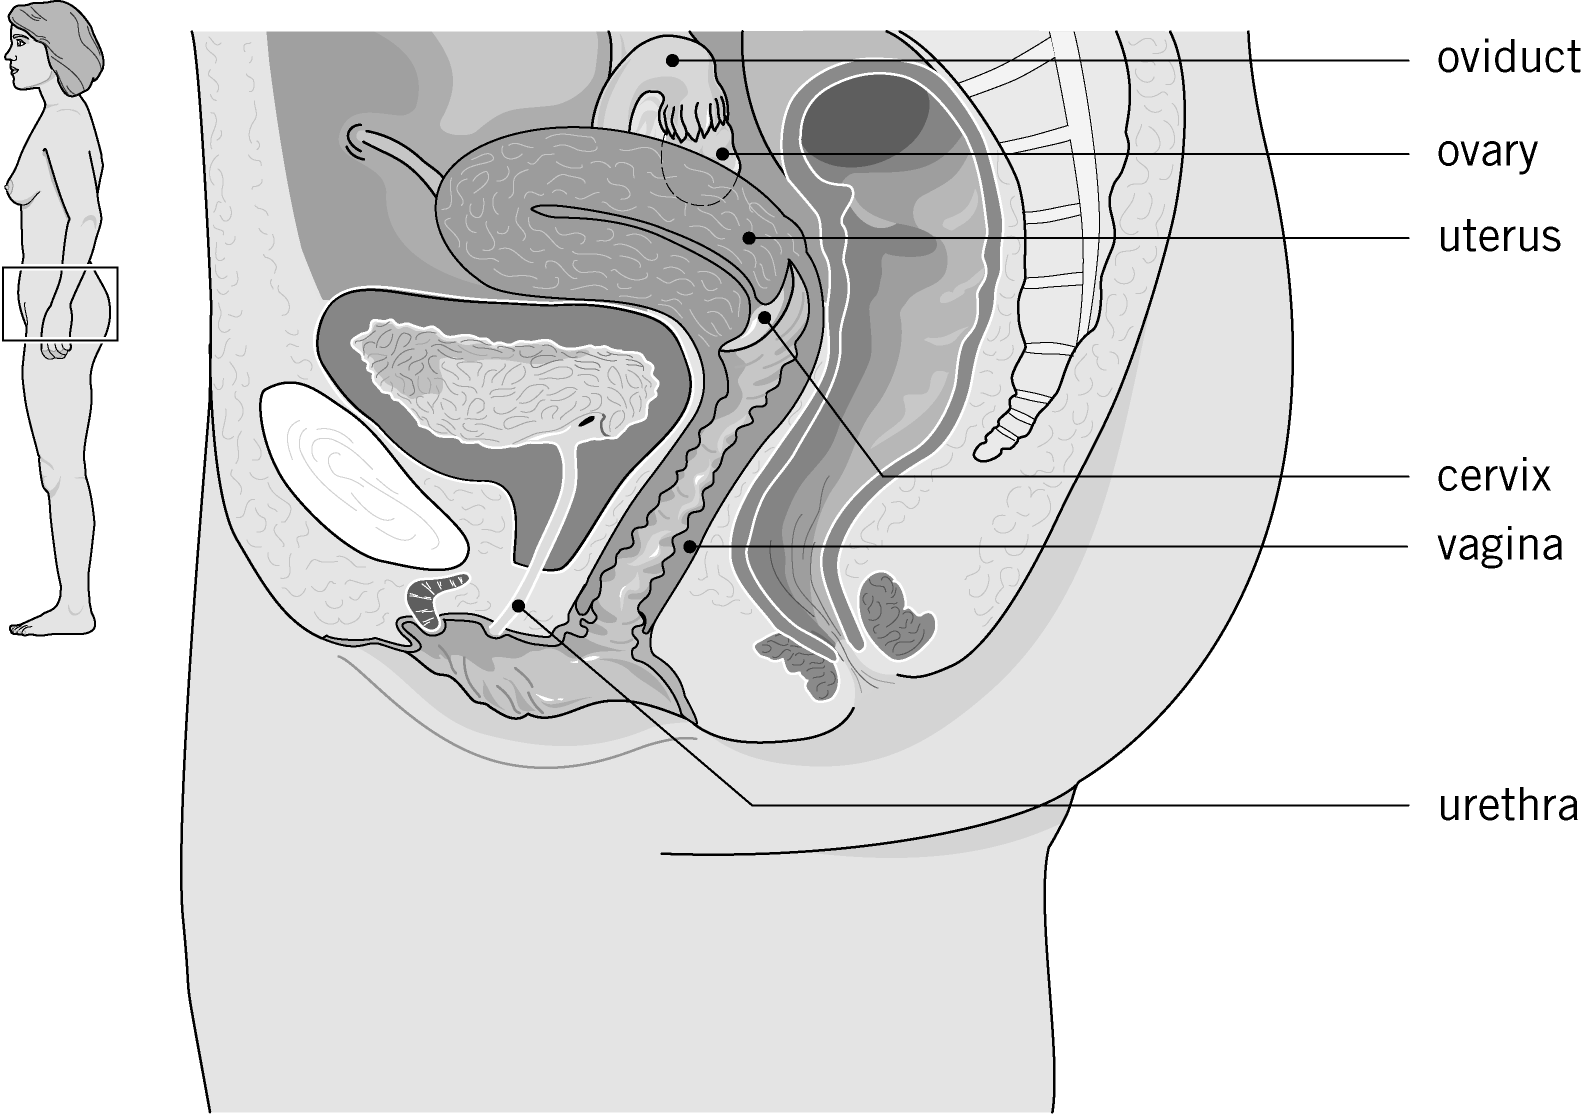 oviduct
ovary
uterus
cervix
vagina
urethra